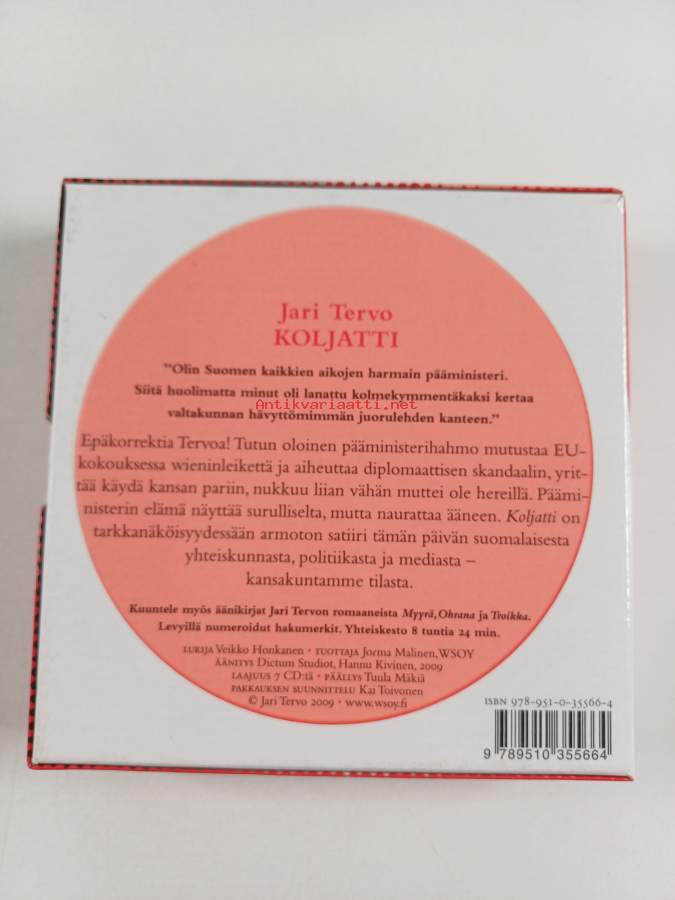 Jari Tervo
KOLJATTI
"Olin Suomen kaikkien aikojen harmain pääministeri.
Siitä huolimatta minut oli lanattu kolmekymmentäkaksi kertaa
Antikvariaatti.net
valtakunnan hävyttömimmän juorulehden kanteen."
Epäkorrektia Tervoa! Tutun oloinen pääministerihahmo mutustaa EU-
kokouksessa wieninleikettä ja aiheuttaa diplomaattisen skandaalin, yrit-
tää käydä kansan pariin, nukkuu liian vähän muttei ole hereillä. Päämi-
nisterin elämä näyttää surulliselta, mutta naurattaa ääneen. Koljatti on
tarkkanäköisyydessään armoton satiiri tämän päivän suomalaisesta
yhteiskunnasta, politiikasta ja mediasta –
kansakuntamme tilasta.
Kuuntele myös äänikirjat Jari Tervon romaaneista Myyrä, Ohrana ja Troikka.
Levyillä numeroidut hakumerkit. Yhteiskesto 8 tuntia 24 min.
LUKIJA Veikko Honkanen • TUOTTAJA Jorma Malinen, WSOY
ÄÄNITYS Dictum Studiot, Hannu Kivinen, 2009
LAAJUUS 7 CD:tä • PÄÄLLYS Tuula Mäkiä
PAKKAUKSEN SUUNNITTELU Kai Toivonen
© Jari Tervo 2009 • www.wsoy.fi
ISBN 978-951-0-35566-4
9 789510 355664